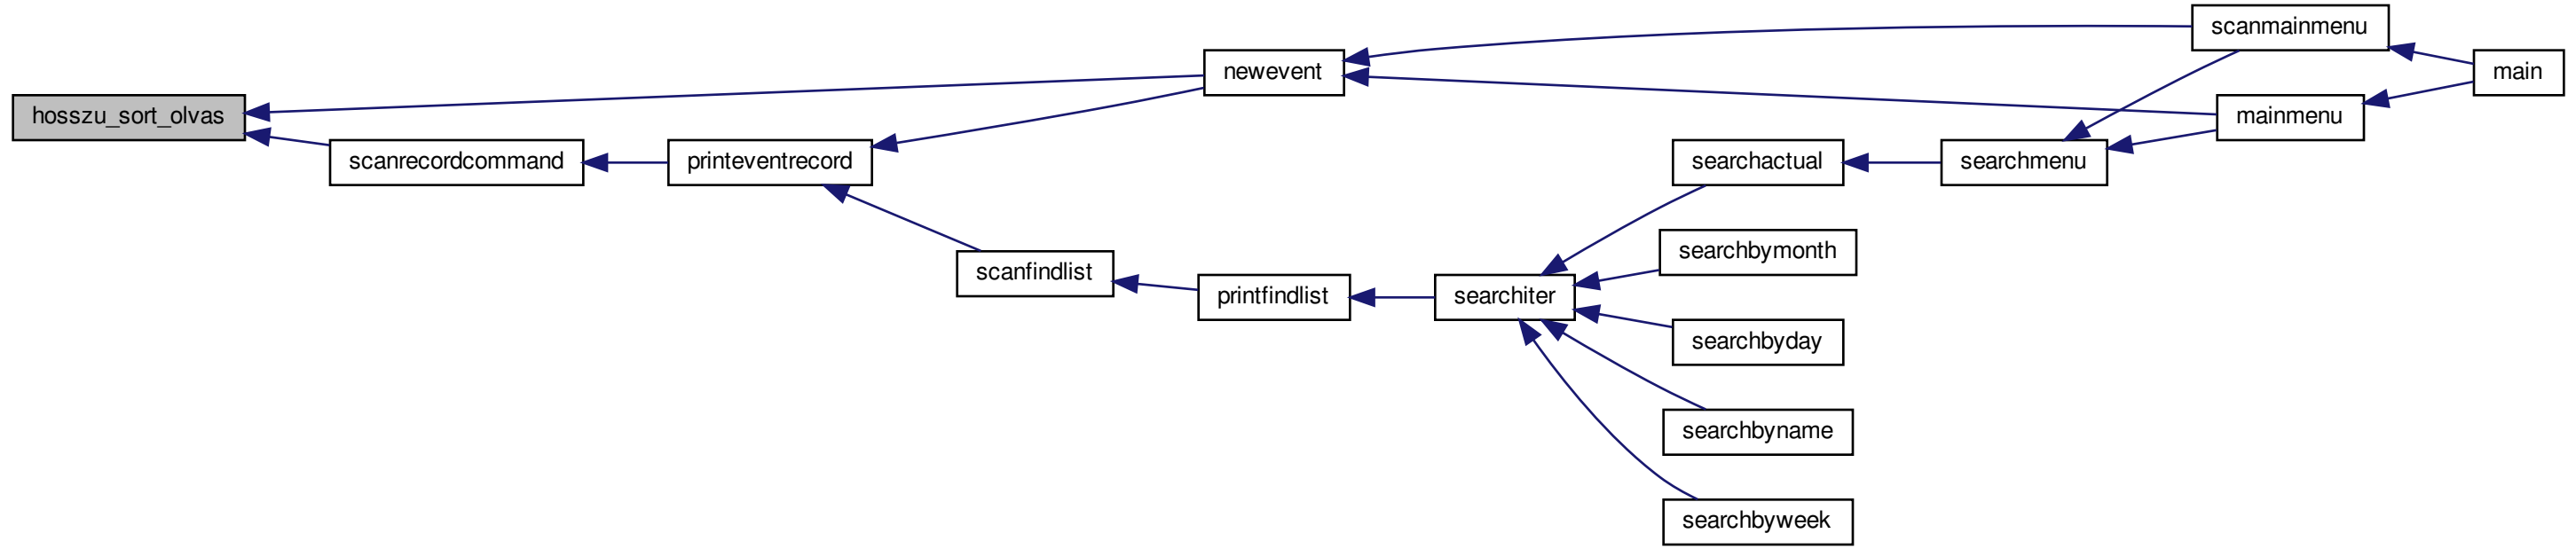 hosszu_sort_olvas
scanrecordcommand
printeventrecord
newevent
scanfindlist
printfindlist
searchiter
searchactual
searchbymonth
searchbyday
searchbyname
searchbyweek
searchmenu
scanmainmenu
mainmenu
main